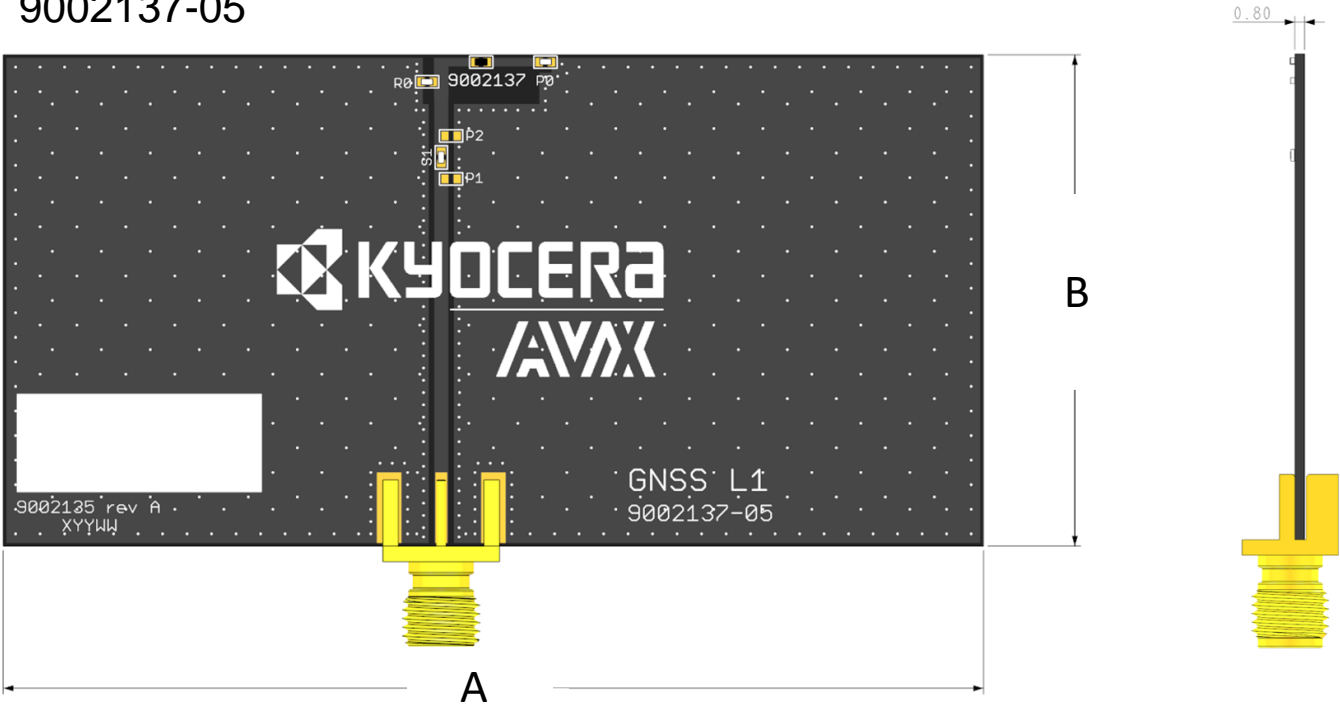 9002137-05
0.80
R0
9002137
P0
P2
S1
P1
B
KYOCERA
AVX
GNSS L1
9002137-05
9002135 rev A
XYYWW
A